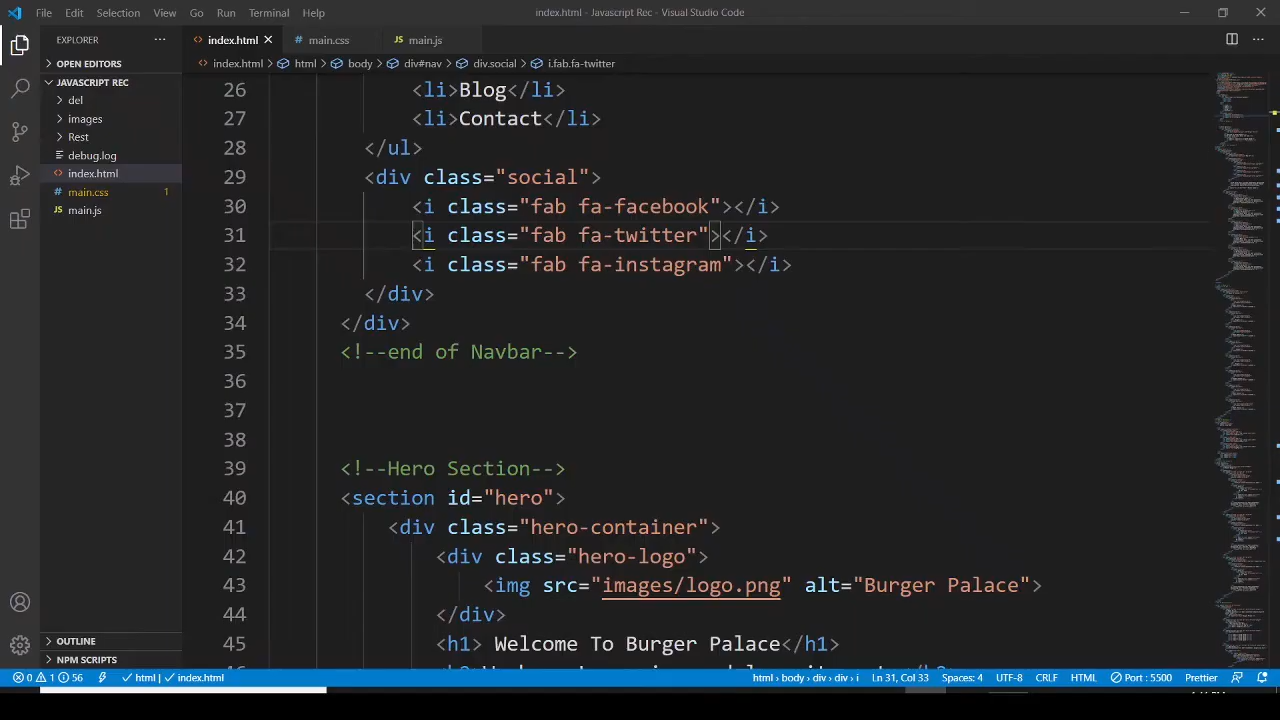 File Edit Selection View Go Run Terminal Help index.html - Javascript Rec - Visual Studio Code
EXPLORER ... index.html main.css main.js
OPEN EDITORS index.html html body div#nav div.social i.fab.fa-twitter
JAVASCRIPT REC
del
images
Rest
debug.log
index.html
main.css 1
main.js
26 <li>Blog</li>
27 <li>Contact</li>
28 </ul>
29 <div class="social">
30 <i class="fab fa-facebook"></i>
31 <i class="fab fa-twitter"></i>
32 <i class="fab fa-instagram"></i>
33 </div>
34 </div>
35 <!--end of Navbar-->
36
37
38
39 <!--Hero Section-->
40 <section id="hero">
41 <div class="hero-container">
42 <div class="hero-logo">
43 <img src="images/logo.png" alt="Burger Palace">
44 </div>
45 <h1> Welcome To Burger Palace</h1>
OUTLINE
NPM SCRIPTS
0 1 56 html | index.html html › body › div › div › i Ln 31, Col 33 Spaces: 4 UTF-8 CRLF HTML Port : 5500 Prettier